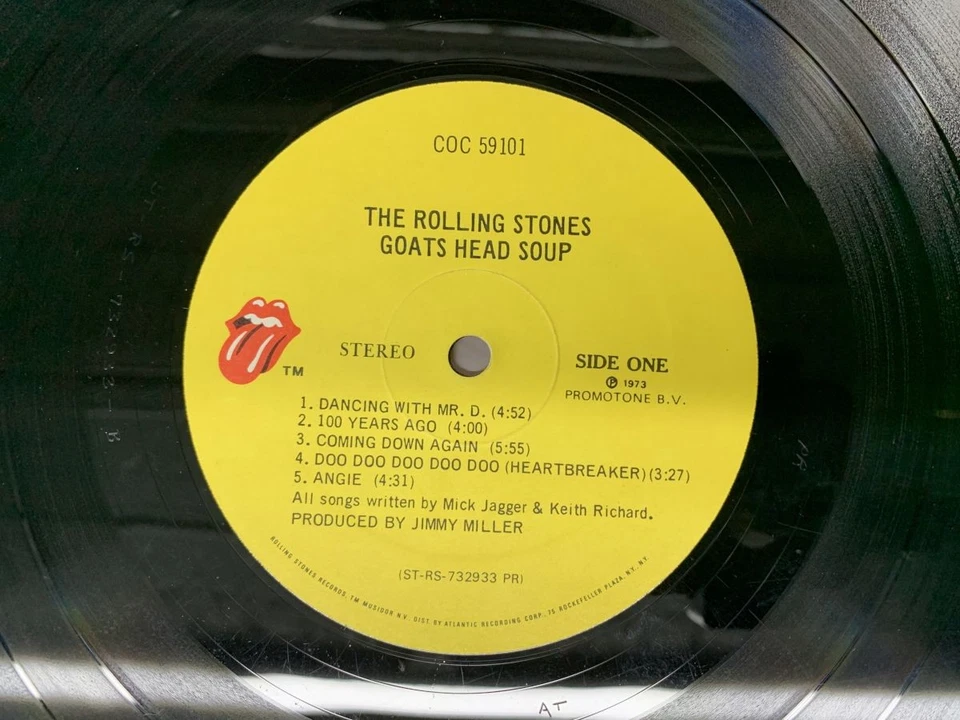 COC 59101
THE ROLLING STONES
GOATS HEAD SOUP
TM
STEREO
SIDE ONE
Ⓟ 1973
PROMOTONE B.V.
1. DANCING WITH MR. D. (4:52)
2. 100 YEARS AGO (4:00)
3. COMING DOWN AGAIN (5:55)
4. DOO DOO DOO DOO DOO (HEARTBREAKER) (3:27)
5. ANGIE (4:31)
All songs written by Mick Jagger & Keith Richard.
PRODUCED BY JIMMY MILLER
(ST-RS-732933 PR)
ROLLING STONES RECORDS, TM MUSIDOR N.V. DIST. BY ATLANTIC RECORDING CORP., 75 ROCKEFELLER PLAZA, N.Y., N.Y.
PR
AT